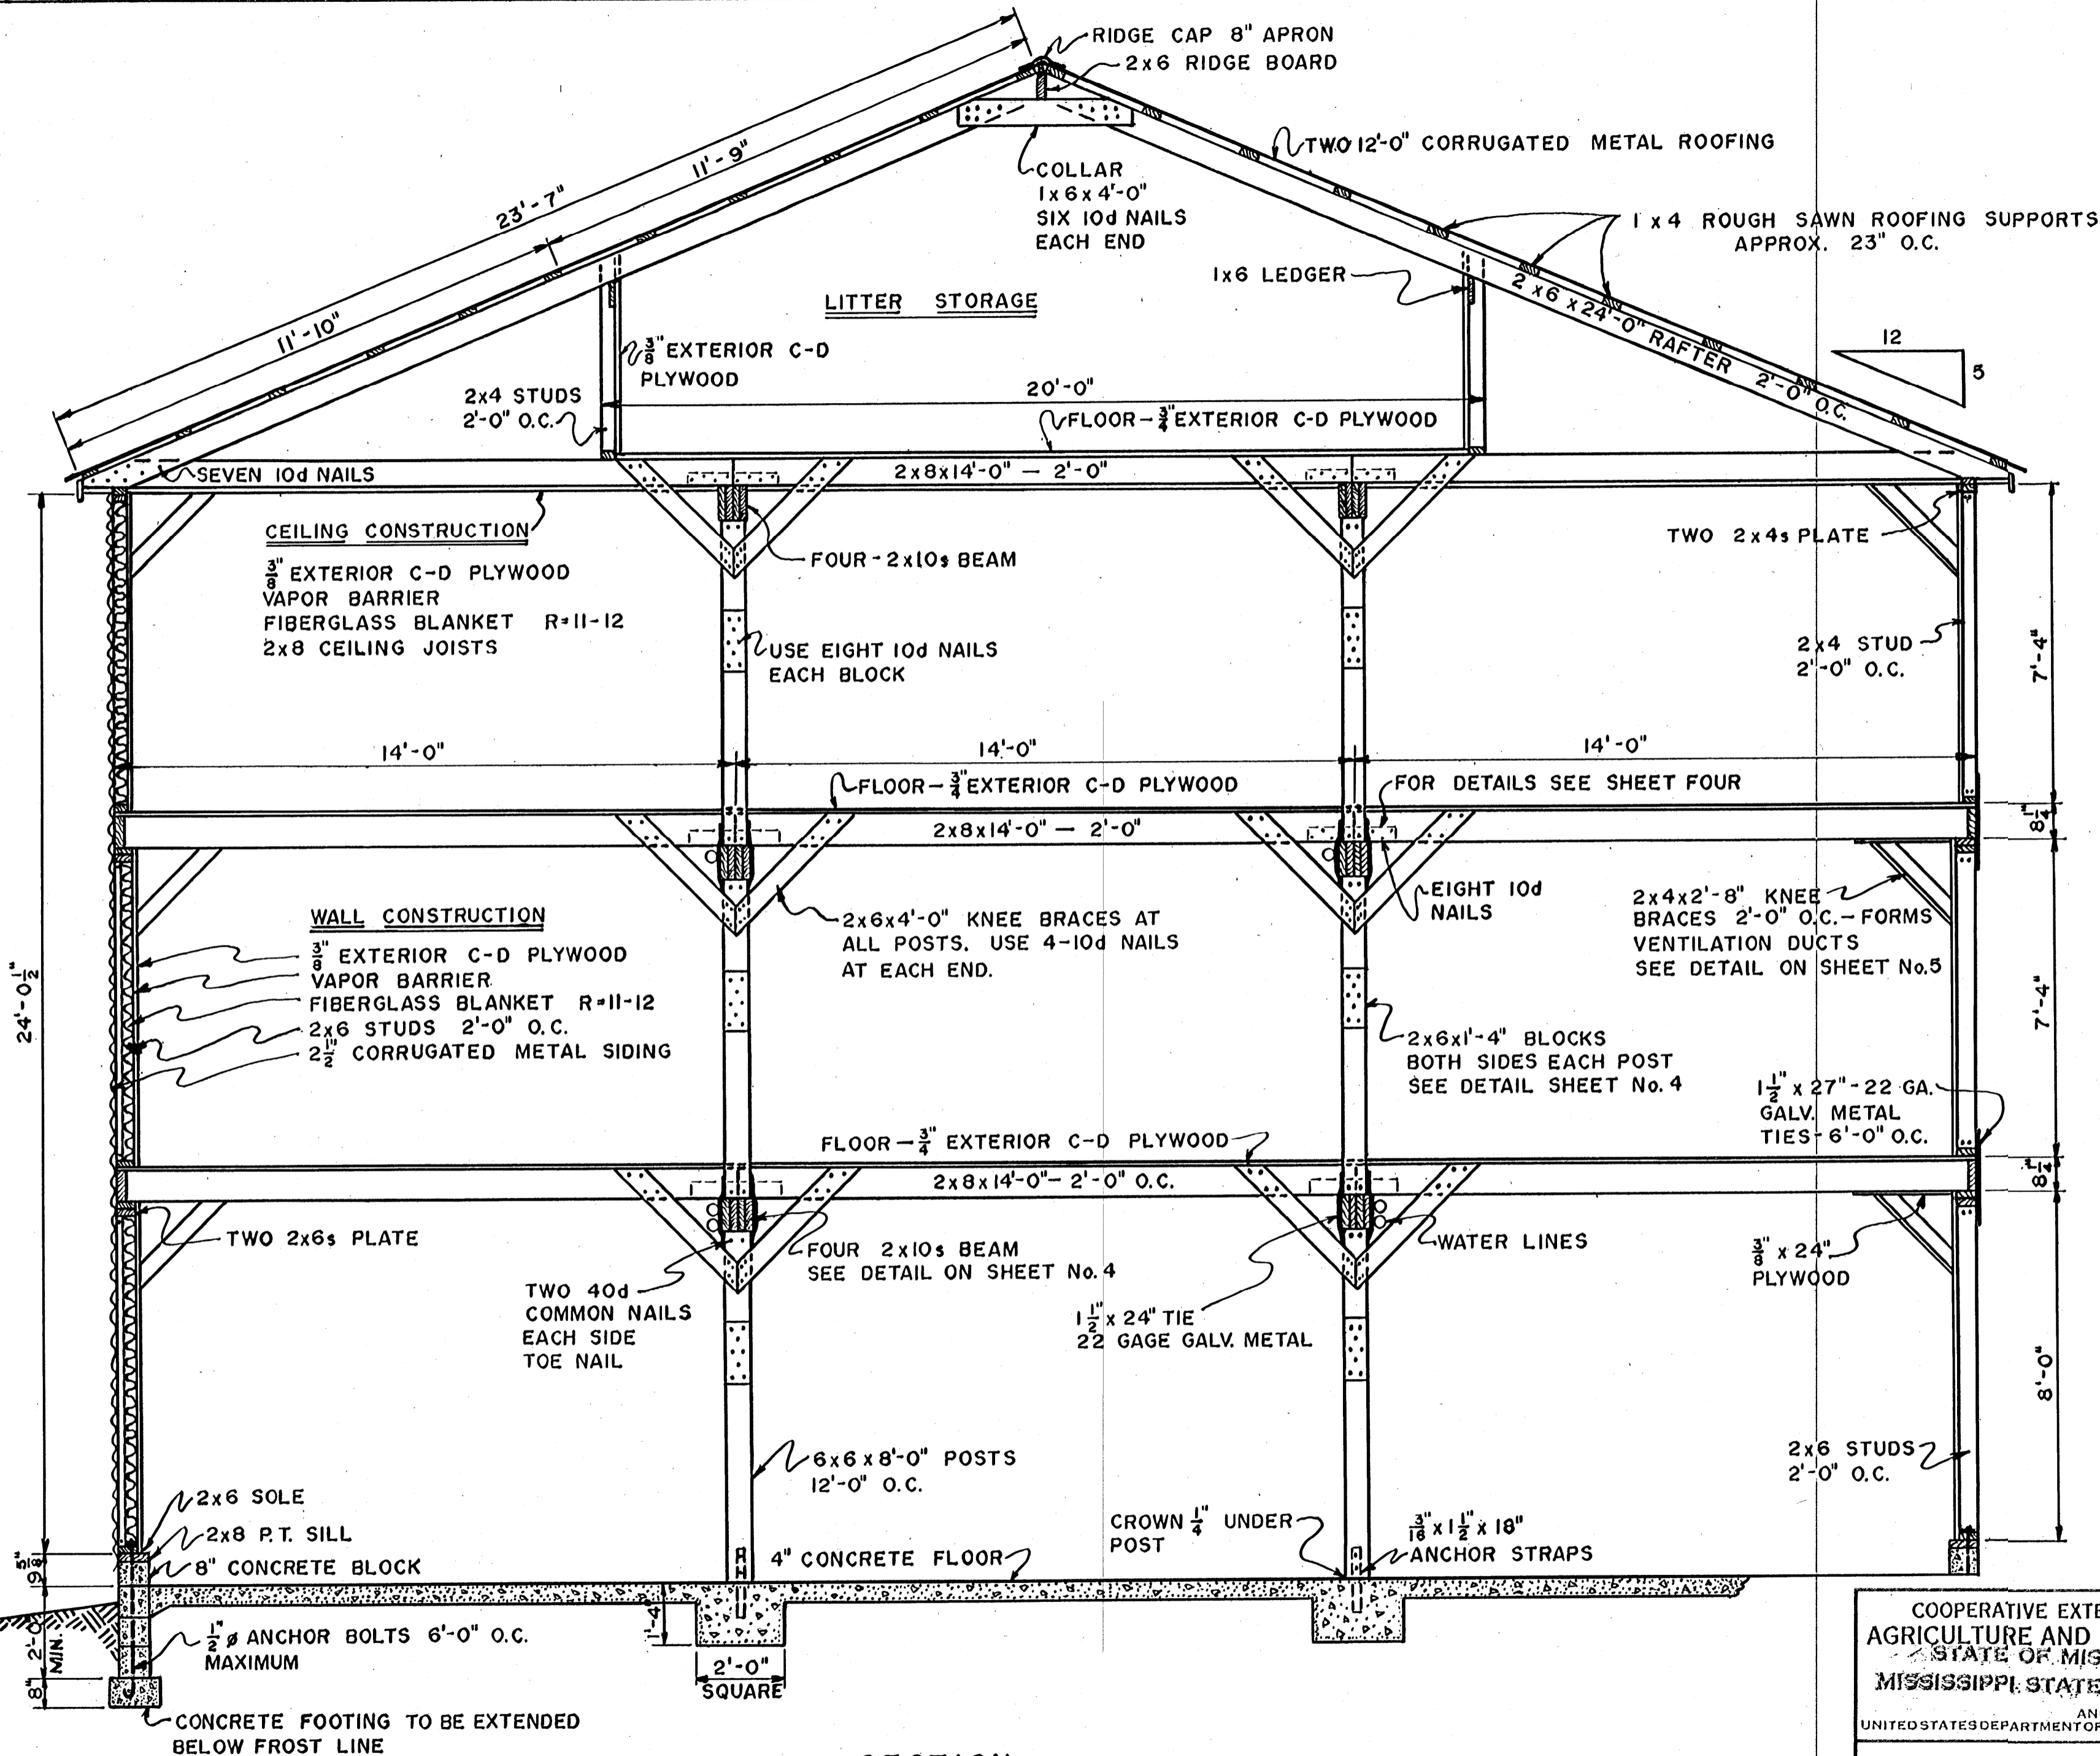 RIDGE CAP 8" APRON
2x6 RIDGE BOARD
TWO 12'-0" CORRUGATED METAL ROOFING
11'-9"
23'-7"
11'-10"
COLLAR
1x6x4'-0"
SIX 10d NAILS
EACH END
1 x 4 ROUGH SAWN ROOFING SUPPORTS
APPROX. 23" O.C.
1x6 LEDGER
LITTER STORAGE
2 x 6 x 24'-0" RAFTER 2'-0" O.C.
12
5
3/8" EXTERIOR C-D
PLYWOOD
2x4 STUDS
2'-0" O.C.
20'-0"
FLOOR-3/4" EXTERIOR C-D PLYWOOD
SEVEN 10d NAILS
2x8x14'-0" — 2'-0"
CEILING CONSTRUCTION
3/8" EXTERIOR C-D PLYWOOD
VAPOR BARRIER
FIBERGLASS BLANKET R=11-12
2x8 CEILING JOISTS
FOUR-2x10s BEAM
TWO 2x4s PLATE
USE EIGHT 10d NAILS
EACH BLOCK
2x4 STUD
2'-0" O.C.
7'-4"
14'-0"
14'-0"
14'-0"
FLOOR-3/4" EXTERIOR C-D PLYWOOD
FOR DETAILS SEE SHEET FOUR
2x8x14'-0" — 2'-0"
8 1/4"
WALL CONSTRUCTION
3/8" EXTERIOR C-D PLYWOOD
VAPOR BARRIER
FIBERGLASS BLANKET R=11-12
2x6 STUDS 2'-0" O.C.
2 1/2" CORRUGATED METAL SIDING
24'-0 1/2"
2x6x4'-0" KNEE BRACES AT
ALL POSTS. USE 4-10d NAILS
AT EACH END.
EIGHT 10d
NAILS
2x4x2'-8" KNEE
BRACES 2'-0" O.C.-FORMS
VENTILATION DUCTS
SEE DETAIL ON SHEET No.5
7'-4"
2x6x1'-4" BLOCKS
BOTH SIDES EACH POST
SEE DETAIL SHEET No. 4
1 1/2" x 27"-22 GA.
GALV. METAL
TIES-6'-0" O.C.
FLOOR-3/4" EXTERIOR C-D PLYWOOD
2x8x14'-0"- 2'-0" O.C.
8 1/4"
TWO 2x6s PLATE
FOUR 2x10s BEAM
SEE DETAIL ON SHEET No. 4
WATER LINES
3/8" x 24"
PLYWOOD
TWO 40d
COMMON NAILS
EACH SIDE
TOE NAIL
1 1/2" x 24" TIE
22 GAGE GALV. METAL
8'-0"
6x6x8'-0" POSTS
12'-0" O.C.
2x6 STUDS
2'-0" O.C.
2x6 SOLE
2x8 P.T. SILL
8" CONCRETE BLOCK
9 5/8"
4" CONCRETE FLOOR
CROWN 1/4" UNDER
POST
3/16 x 1 1/2" x 18"
ANCHOR STRAPS
1/2" ø ANCHOR BOLTS 6'-0" O.C.
MAXIMUM
2'-0"
MIN.
8"
1'-4"
2'-0"
SQUARE
CONCRETE FOOTING TO BE EXTENDED
BELOW FROST LINE
SECTION
COOPERATIVE EXTE
AGRICULTURE AND
STATE OF MIS
MISSISSIPPI STATE
AN
UNITED STATES DEPARTMENT OF